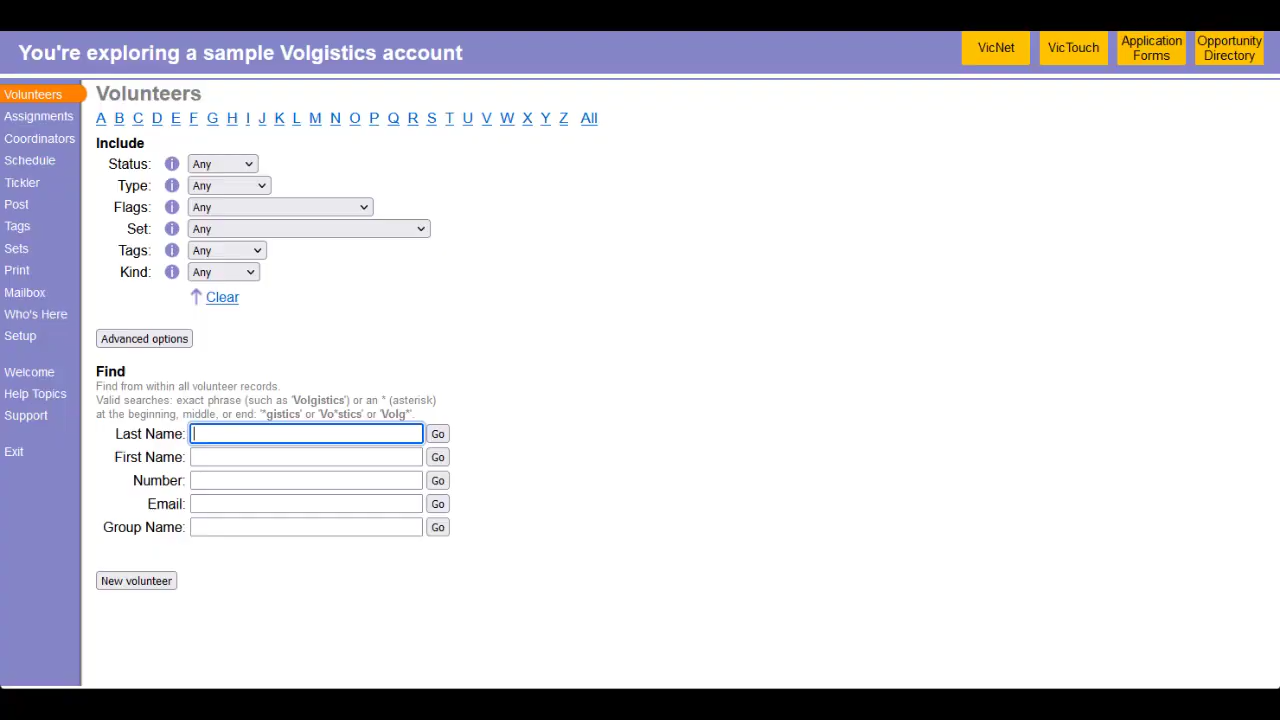 You're exploring a sample Volgistics account
VicNet
VicTouch
Application Forms
Opportunity Directory
Volunteers
Assignments
Coordinators
Schedule
Tickler
Post
Tags
Sets
Print
Mailbox
Who's Here
Setup
Welcome
Help Topics
Support
Exit
Volunteers
A B C D E F G H I J K L M N O P Q R S T U V W X Y Z All
Include
Status: i Any
Type: i Any
Flags: i Any
Set: i Any
Tags: i Any
Kind: i Any
Clear
Advanced options
Find
Find from within all volunteer records.
Valid searches: exact phrase (such as 'Volgistics') or an * (asterisk)
at the beginning, middle, or end: '*gistics' or 'Vo*stics' or 'Volg*'.
Last Name: Go
First Name: Go
Number: Go
Email: Go
Group Name: Go
New volunteer